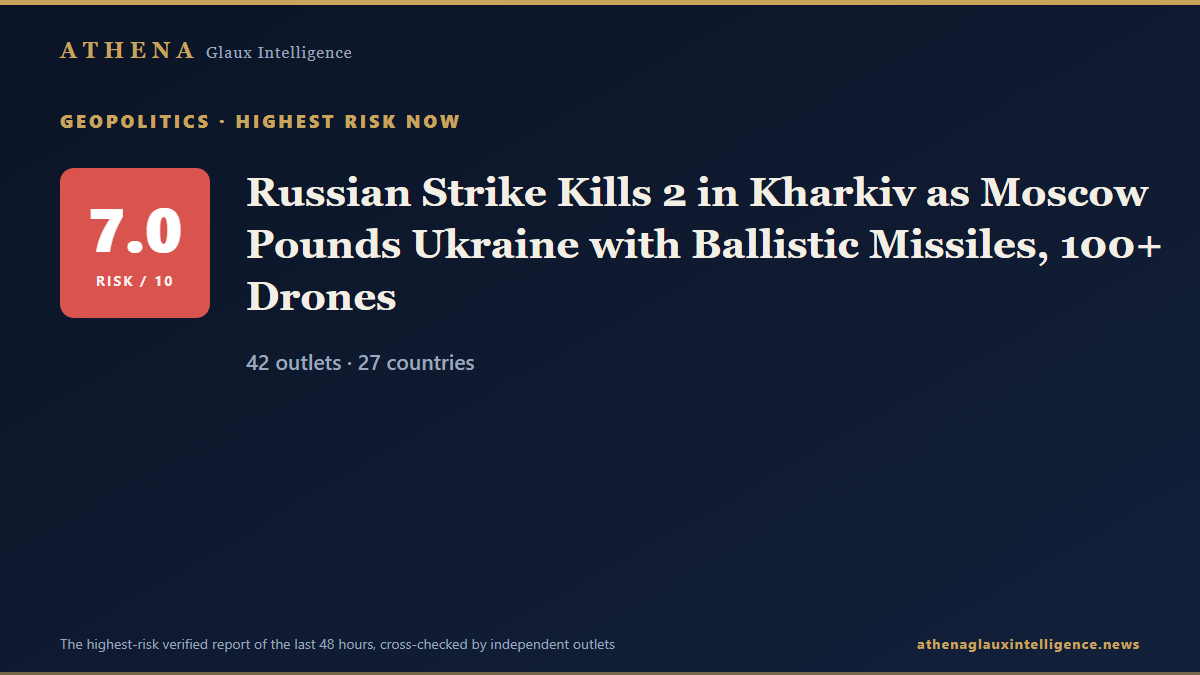 ATHENA Glaux Intelligence
GEOPOLITICS · HIGHEST RISK NOW
7.0
RISK / 10
Russian Strike Kills 2 in Kharkiv as Moscow
Pounds Ukraine with Ballistic Missiles, 100+
Drones
42 outlets · 27 countries
The highest-risk verified report of the last 48 hours, cross-checked by independent outlets
athenaglauxintelligence.news